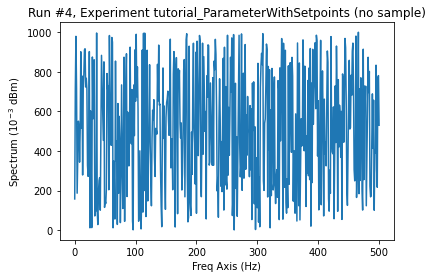 Run #4, Experiment tutorial_ParameterWithSetpoints (no sample)
Spectrum (10⁻³ dBm)
1000
800
600
400
200
0
0 100 200 300 400 500
Freq Axis (Hz)